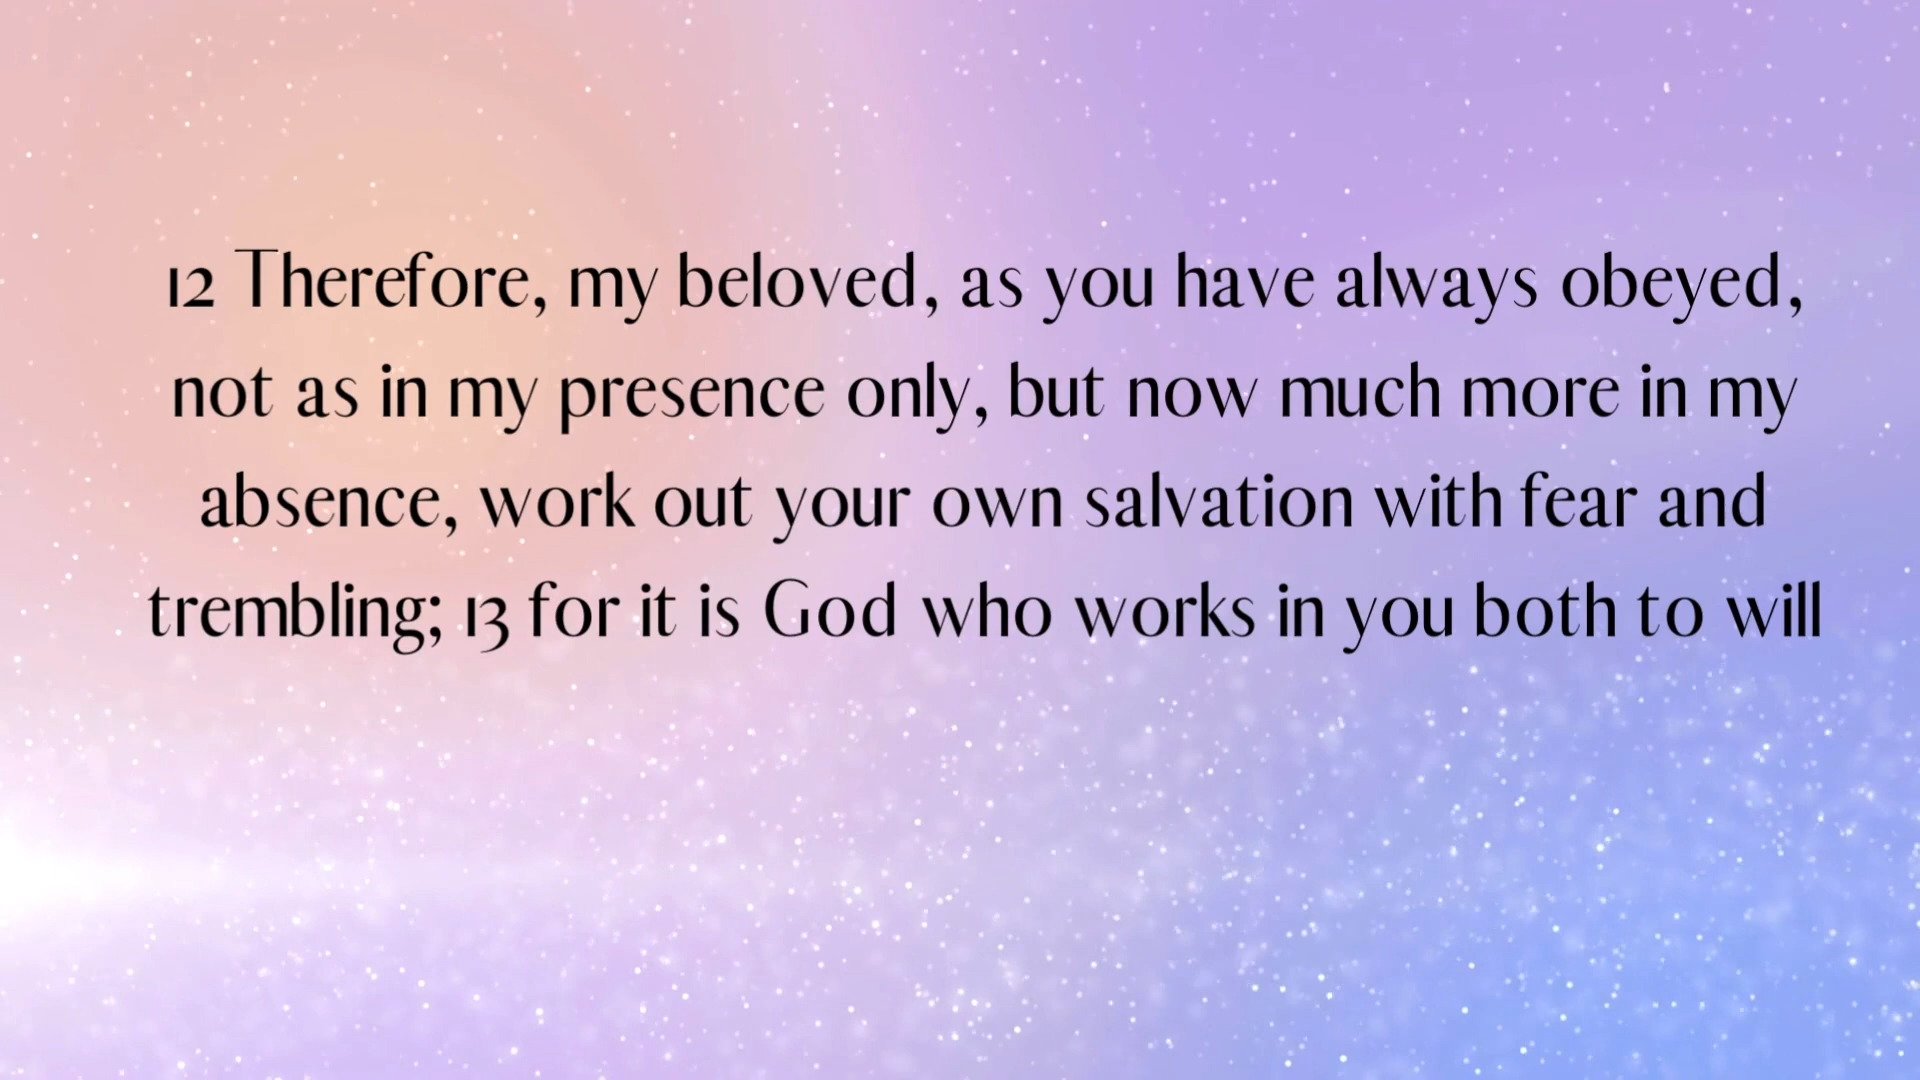 12 Therefore, my beloved, as you have always obeyed,
not as in my presence only, but now much more in my
absence, work out your own salvation with fear and
trembling; 13 for it is God who works in you both to will